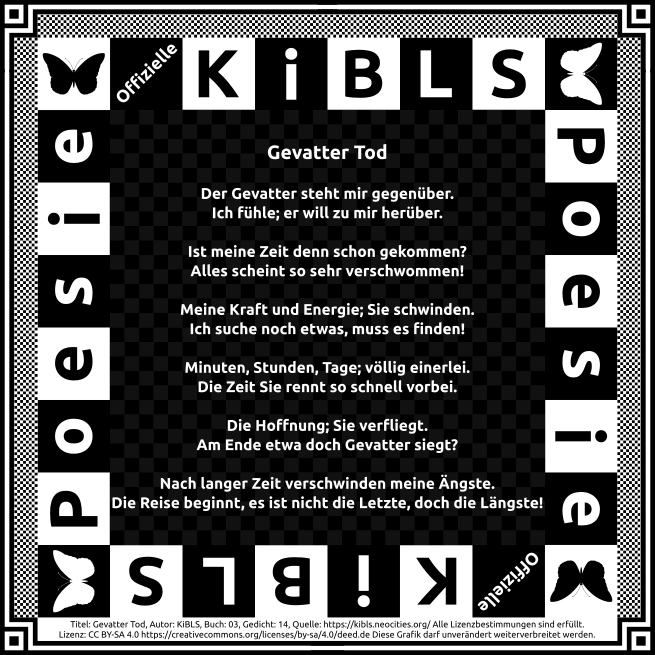 Offizielle
KiBLS
Poesie
Poesie
Gevatter Tod
Der Gevatter steht mir gegenüber.
Ich fühle; er will zu mir herüber.
Ist meine Zeit denn schon gekommen?
Alles scheint so sehr verschwommen!
Meine Kraft und Energie; Sie schwinden.
Ich suche noch etwas, muss es finden!
Minuten, Stunden, Tage; völlig einerlei.
Die Zeit Sie rennt so schnell vorbei.
Die Hoffnung; Sie verfliegt.
Am Ende etwa doch Gevatter siegt?
Nach langer Zeit verschwinden meine Ängste.
Die Reise beginnt, es ist nicht die Letzte, doch die Längste!
Offizielle
KiBLS
Titel: Gevatter Tod, Autor: KiBLS, Buch: 03, Gedicht: 14, Quelle: https://kibls.neocities.org/ Alle Lizenzbestimmungen sind erfüllt.
Lizenz: CC BY-SA 4.0 https://creativecommons.org/licenses/by-sa/4.0/deed.de Diese Grafik darf unverändert weiterverbreitet werden.